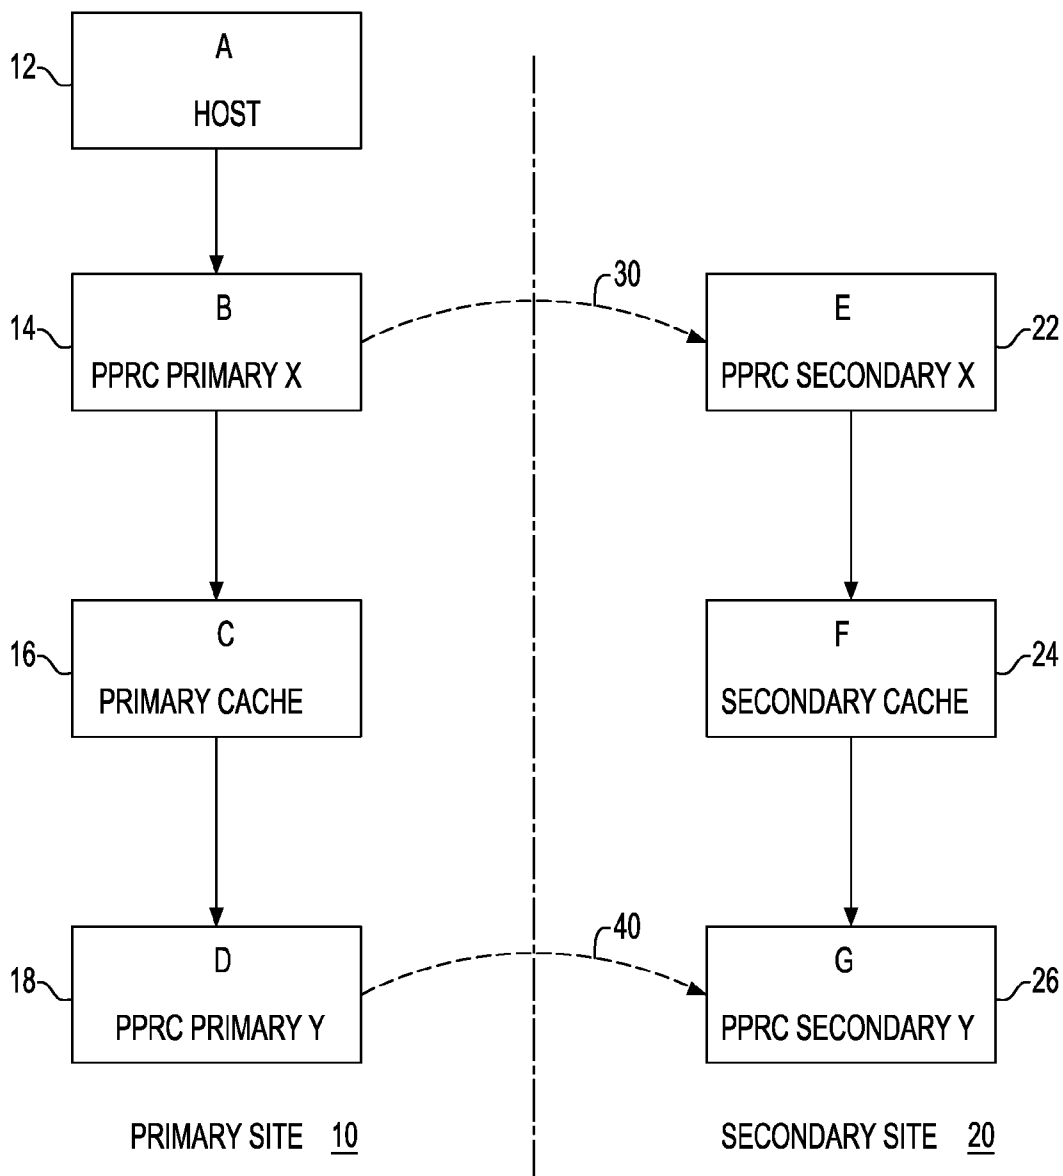 A
12
HOST
30
B
E
14
22
PPRC PRIMARY X
PPRC SECONDARY X
C
F
16
24
PRIMARY CACHE
SECONDARY CACHE
40
D
G
18
26
PPRC PRIMARY Y
PPRC SECONDARY Y
PRIMARY SITE 10
SECONDARY SITE 20